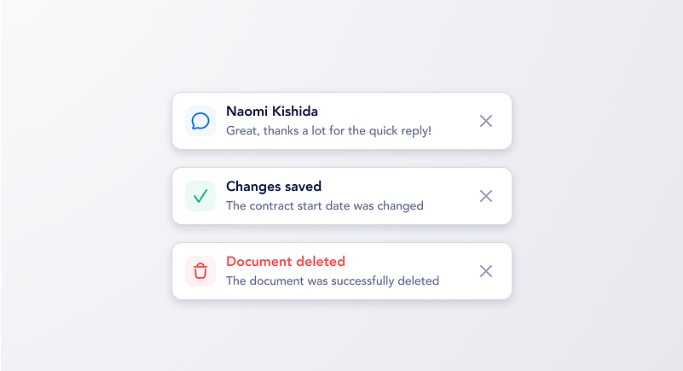 Naomi Kishida
Great, thanks a lot for the quick reply!
Changes saved
The contract start date was changed
Document deleted
The document was successfully deleted